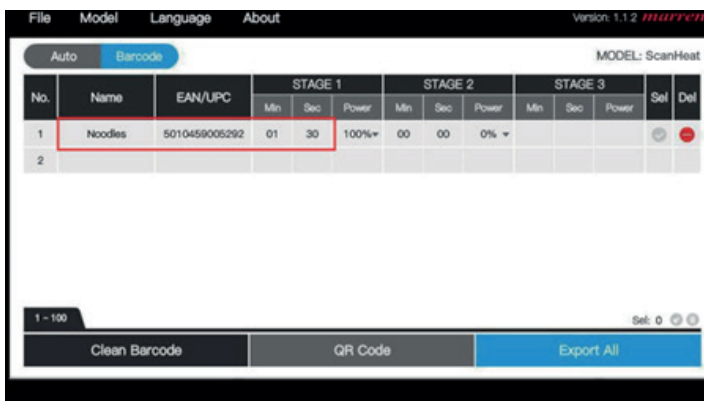 File Model Language About Version: 1.1.2 marren
Auto Barcode MODEL: ScanHeat
No. Name EAN/UPC STAGE 1 STAGE 2 STAGE 3 Sel Del
Min Sec Power Min Sec Power Min Sec Power
1 Noodles 5010459005292 01 30 100% 00 00 0%
2
1 ~ 100 Sel: 0
Clean Barcode QR Code Export All